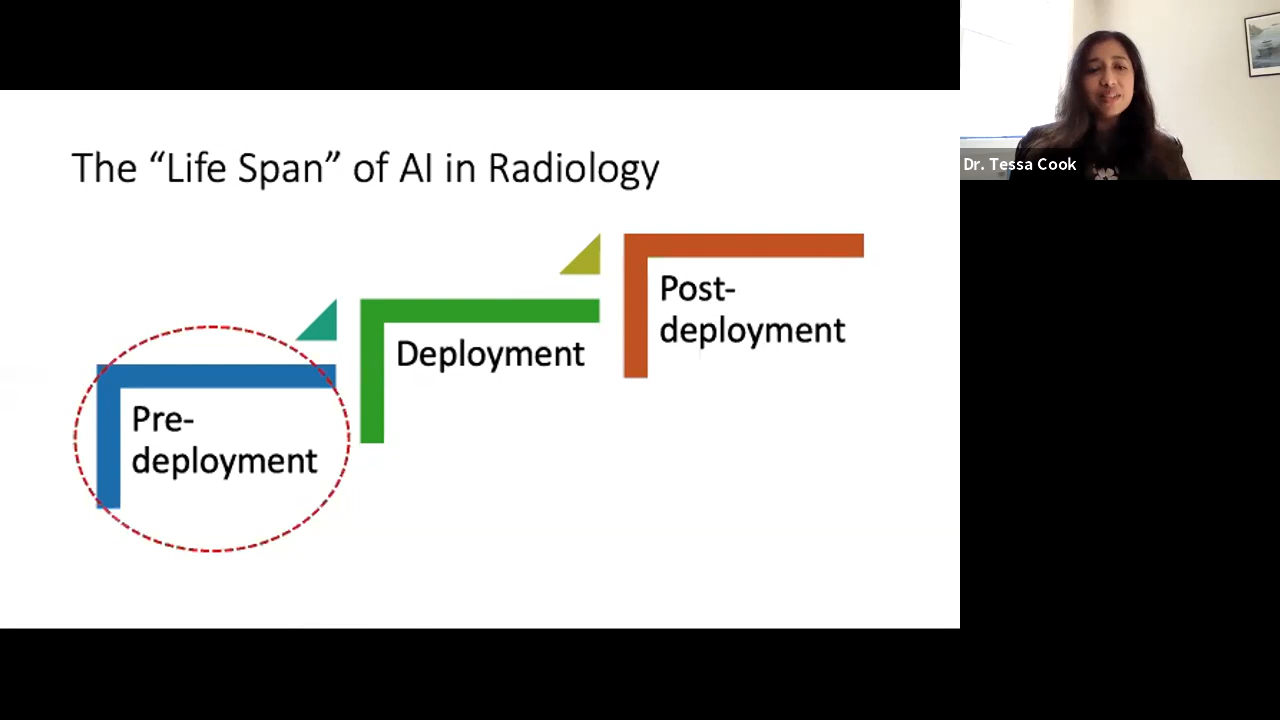 The “Life Span” of AI in Radiology
Pre-
deployment
Deployment
Post-
deployment
Dr. Tessa Cook